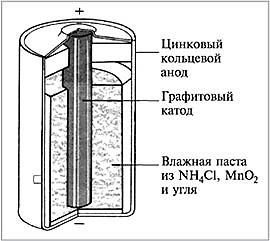 +
Цинковый
кольцевой
анод
Графитовый
катод
Влажная паста
из NH₄Cl, MnO₂
и угля
−